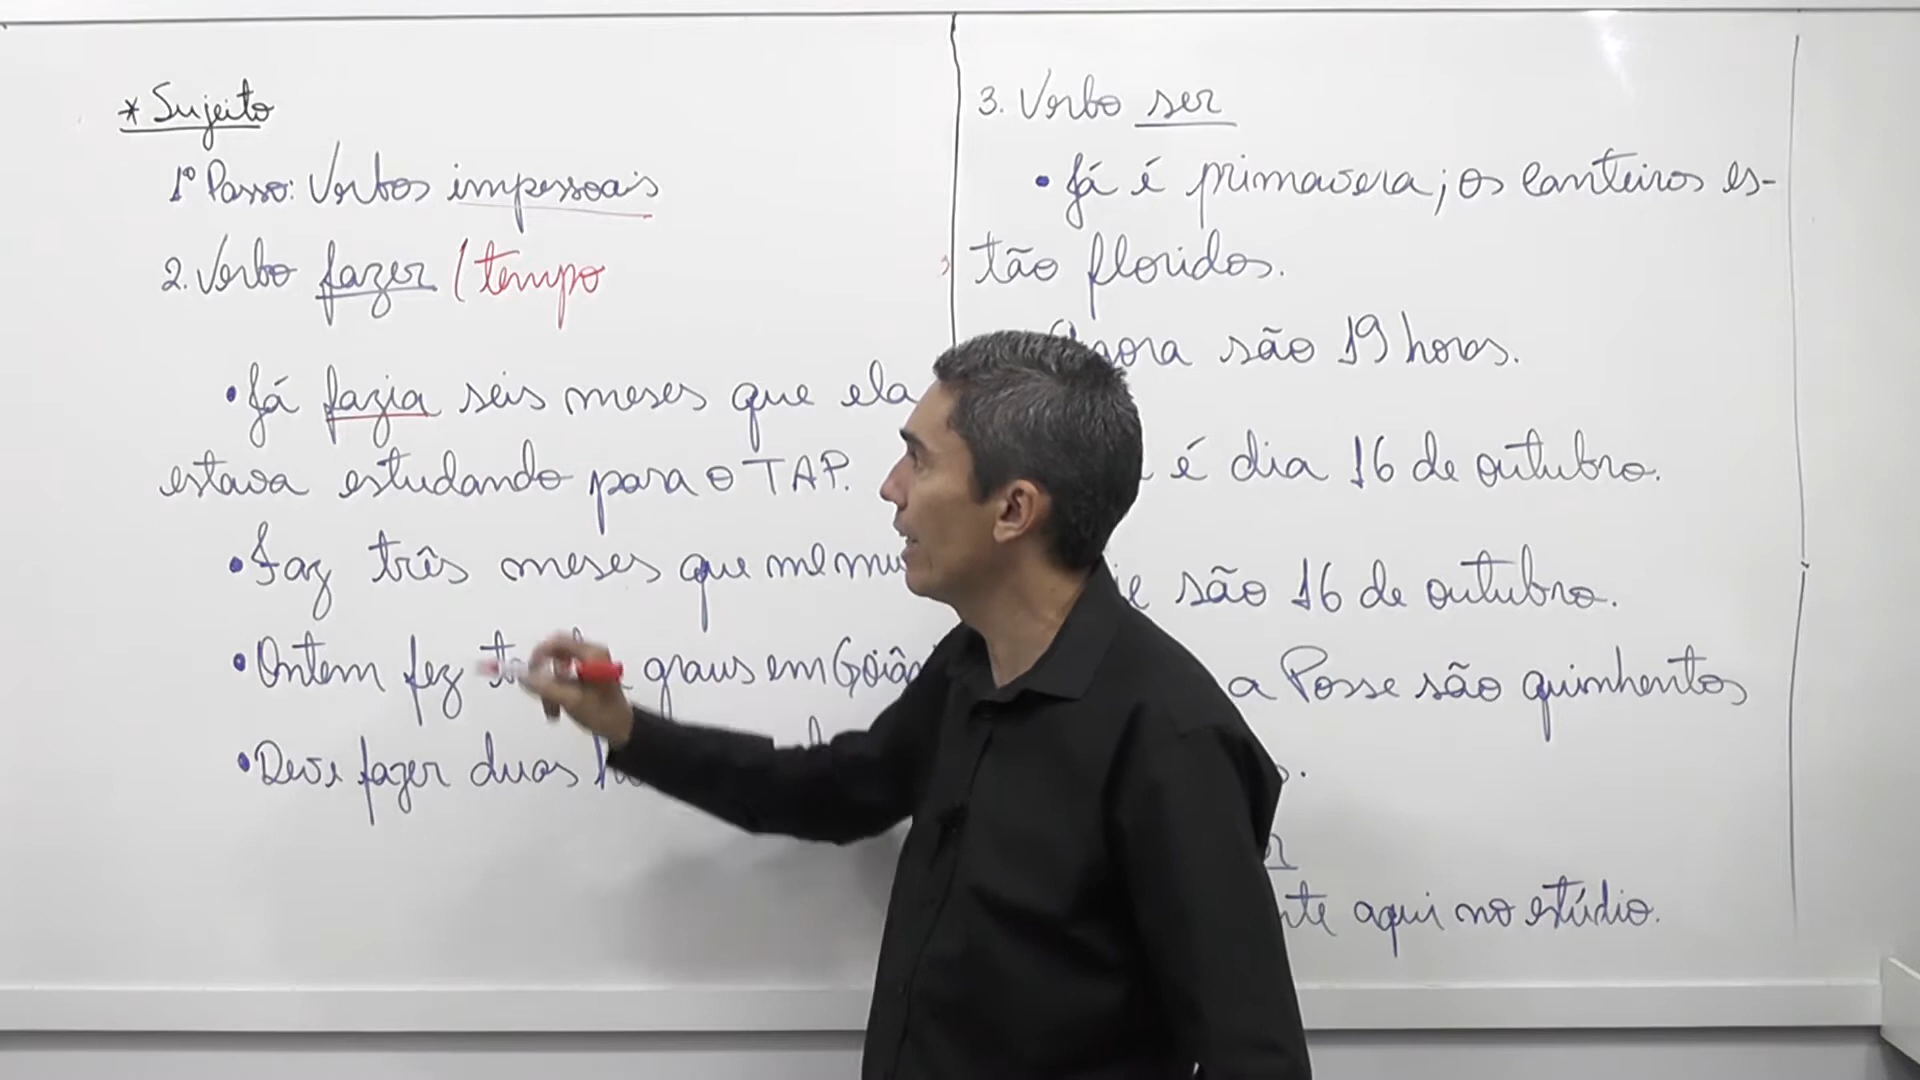 * Sujeito
1º Passo: Verbos impessoais
2. Verbo fazer (tempo
• Já fazia seis meses que ela
estava estudando para o TAP.
• Faz três meses que me
• Ontem fez graus em
• Deve fazer duas
3. Verbo ser
• Já é primavera; os canteiros es-
tão floridos.
são 19 horas.
é dia 16 de outubro.
são 16 de outubro.
a Posse são quinhentos
aqui no estúdio.